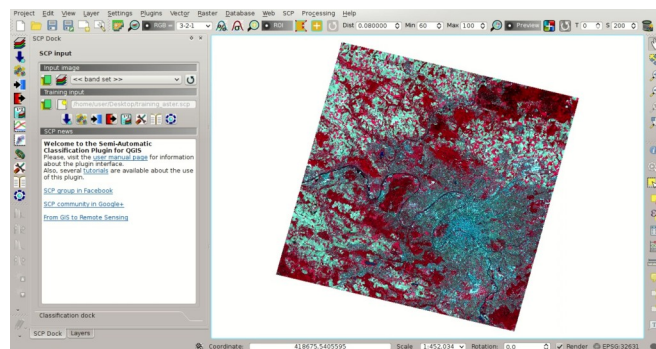 Project Edit View Layer Settings Plugins Vector Raster Database Web SCP Processing Help
RGB = 3-2-1 ROI Dist 0.080000 Min 60 Max 100 Preview T 0 S 200
SCP Dock
SCP input
Input image
<< band set >>
Training input
/home/user/Desktop/training_aster.scp
SCP news
Welcome to the Semi-Automatic
Classification Plugin for QGIS
Please, visit the user manual page for information
about the plugin interface.
Also, several tutorials are available about the use
of this plugin.
SCP group in Facebook
SCP community in Google+
From GIS to Remote Sensing
Classification dock
SCP Dock Layers
Coordinate: 418675,5405595 Scale 1:452,034 Rotation: 0,0 Render EPSG:32631